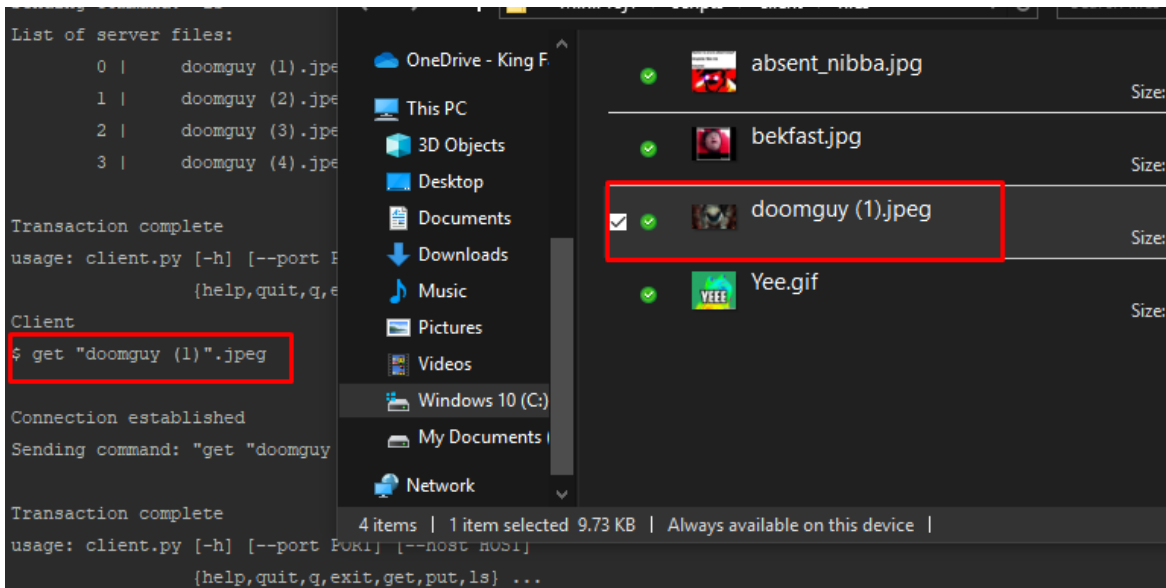 List of server files:
0 | doomguy (1).jpe
1 | doomguy (2).jpe
2 | doomguy (3).jpe
3 | doomguy (4).jpe
Transaction complete
usage: client.py [-h] [--port P
{help,quit,q,e
Client
$ get "doomguy (1)".jpeg
Connection established
Sending command: "get "doomguy
Transaction complete
usage: client.py [-h] [--port PORT] [--host HOST]
{help,quit,q,exit,get,put,ls} ...
OneDrive - King F
This PC
3D Objects
Desktop
Documents
Downloads
Music
Pictures
Videos
Windows 10 (C:)
My Documents (
Network
absent_nibba.jpg
Size:
bekfast.jpg
Size:
doomguy (1).jpeg
Size:
YEEE
Yee.gif
Size:
4 items | 1 item selected 9.73 KB | Always available on this device |